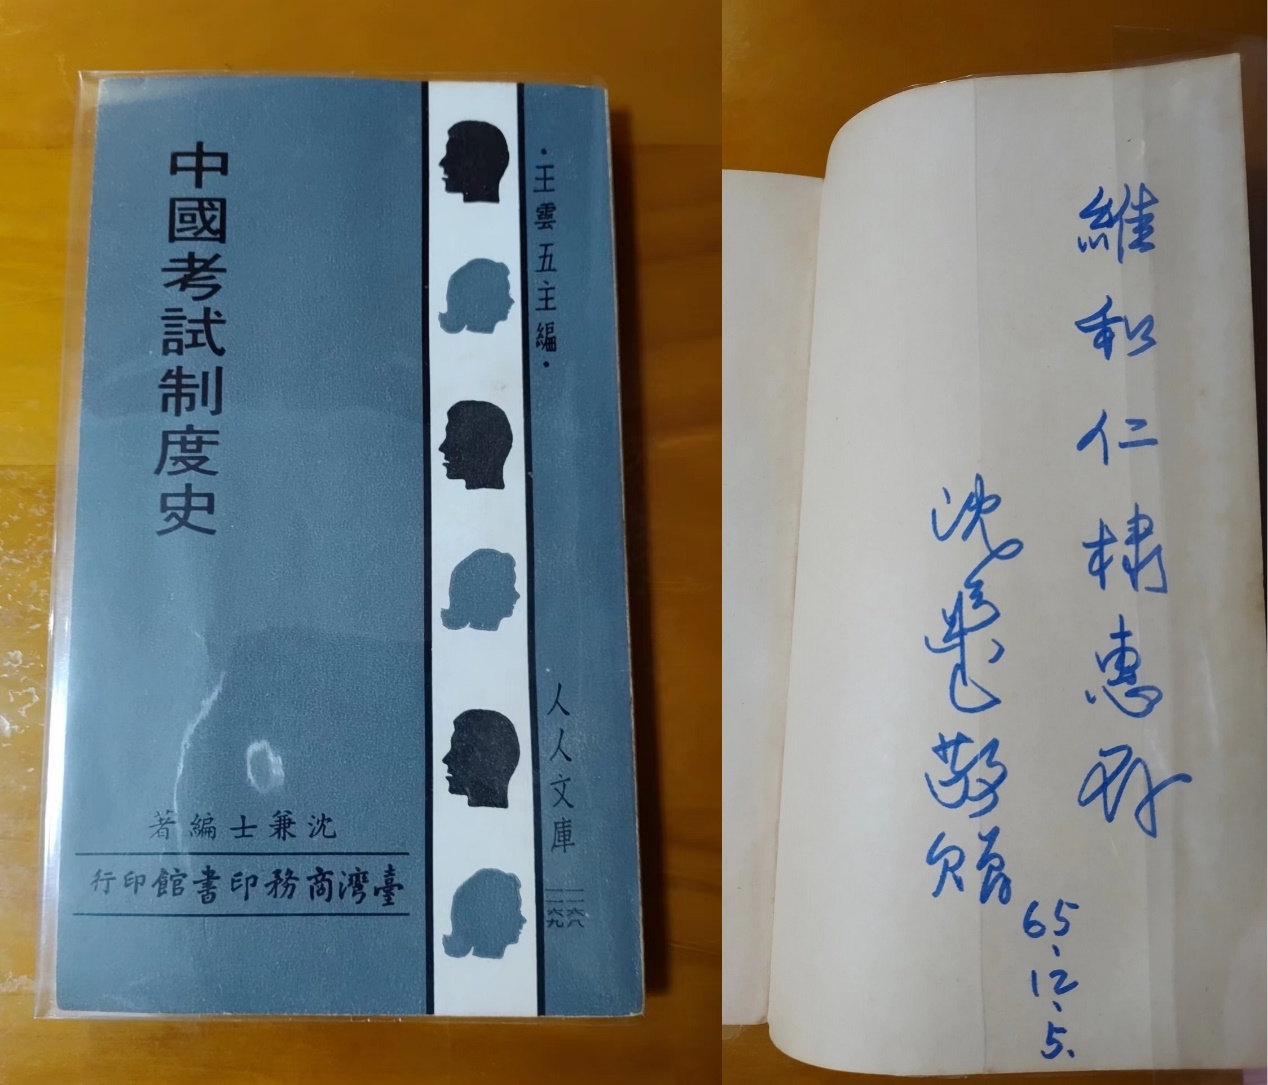 ·王雲五主編·
人人文庫
中國考試制度史
沈兼士編著
臺灣商務印書館印行
維和仁棣惠存
沈兼士敬贈
65、12、5.